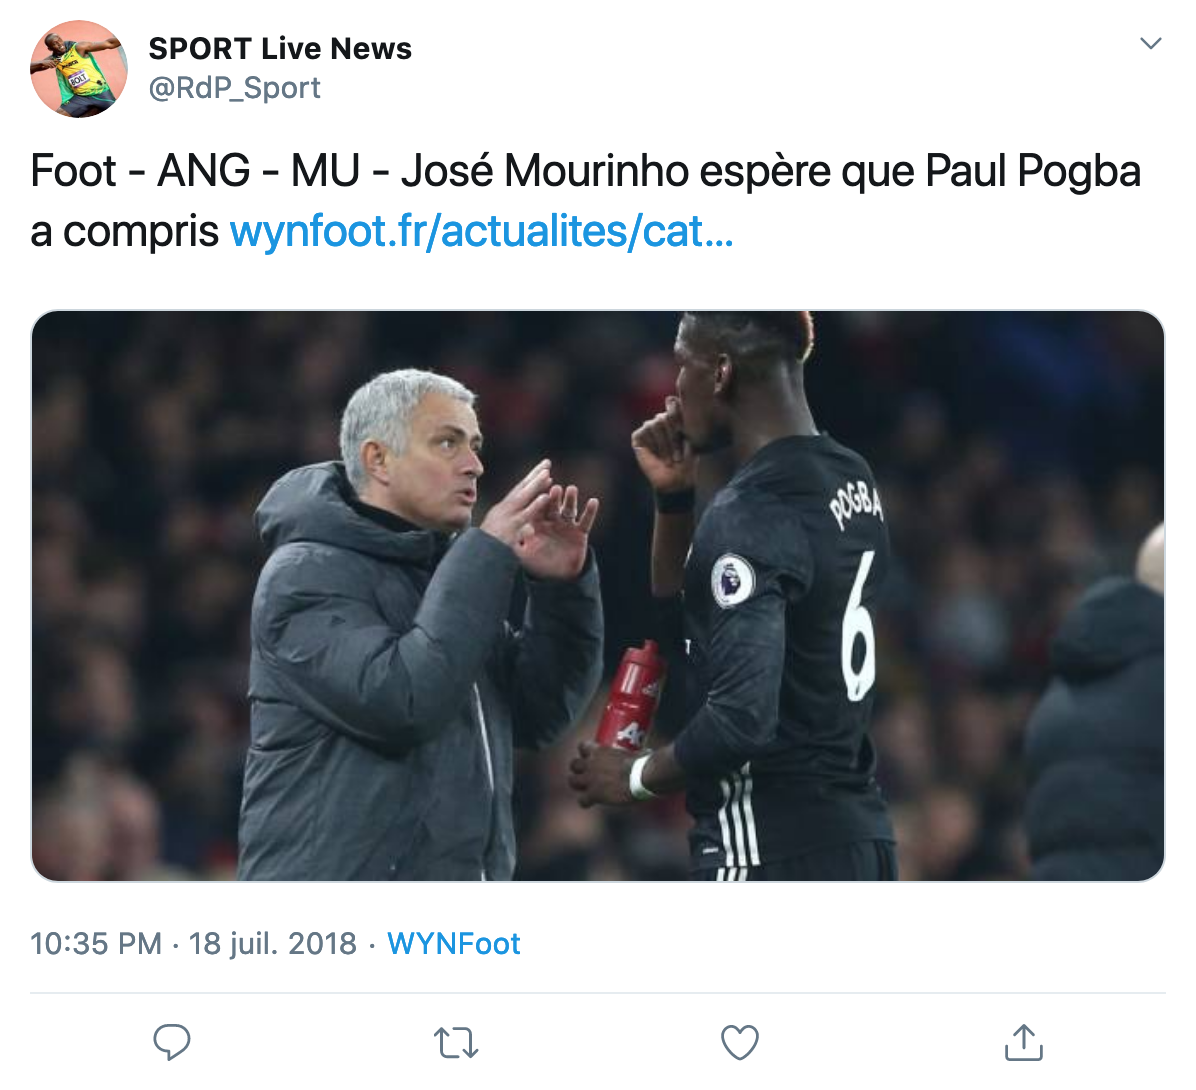 SPORT Live News
@RdP_Sport
Foot - ANG - MU - José Mourinho espère que Paul Pogba
a compris wynfoot.fr/actualites/cat...
BOLT
POGBA
6
10:35 PM · 18 juil. 2018 · WYNFoot